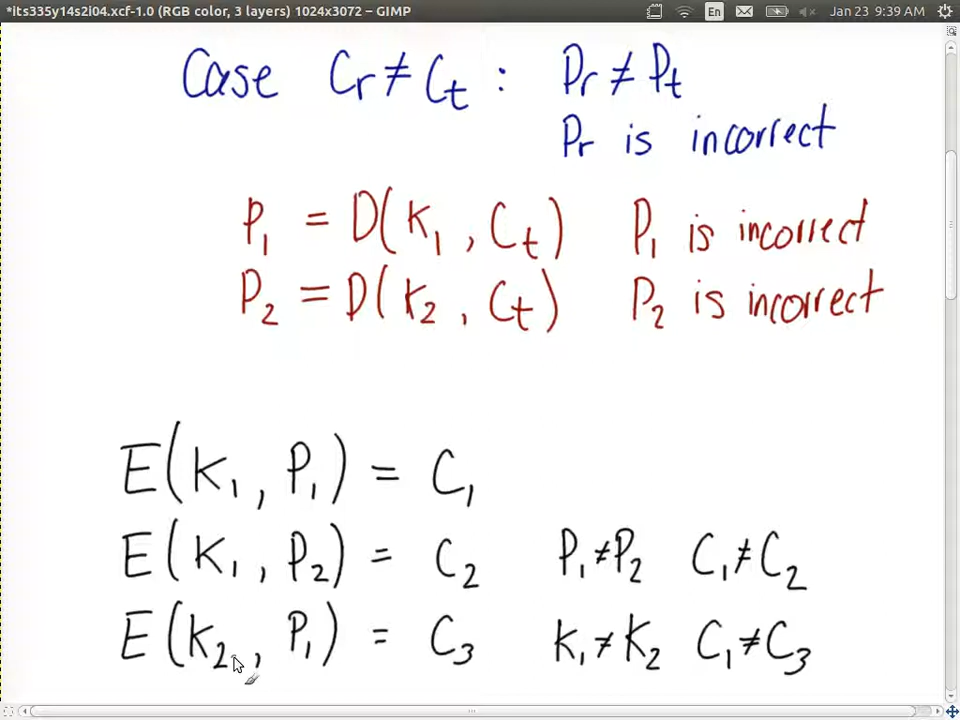 *its335y14s2i04.xcf-1.0 (RGB color, 3 layers) 1024x3072 – GIMP En Jan 23 9:39 AM
Case Cr≠Ct : Pr≠Pt
Pr is incorrect
P1 = D(K1, Ct) P1 is incorrect
P2 = D(K2, Ct) P2 is incorrect
E(K1, P1) = C1
E(K1, P2) = C2 P1≠P2 C1≠C2
E(K2, P1) = C3 K1≠K2 C1≠C3